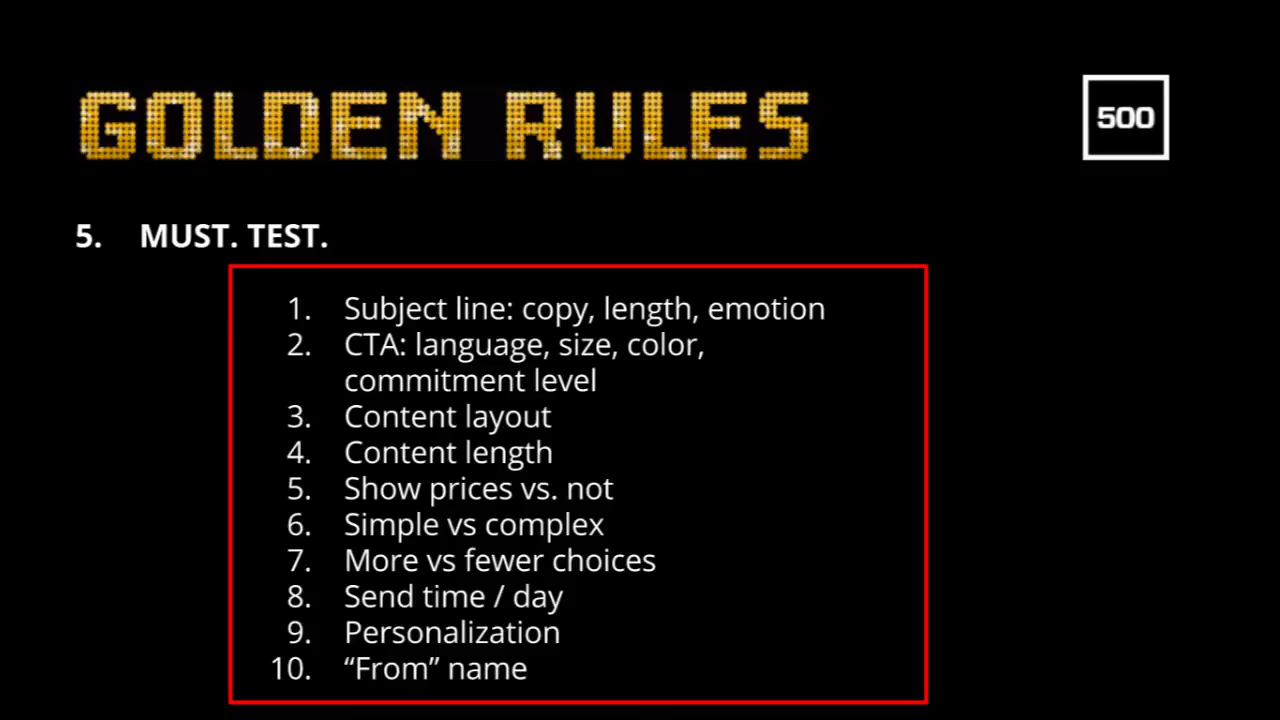 GOLDEN RULES
500
5. MUST. TEST.
1. Subject line: copy, length, emotion
2. CTA: language, size, color,
commitment level
3. Content layout
4. Content length
5. Show prices vs. not
6. Simple vs complex
7. More vs fewer choices
8. Send time / day
9. Personalization
10. “From” name